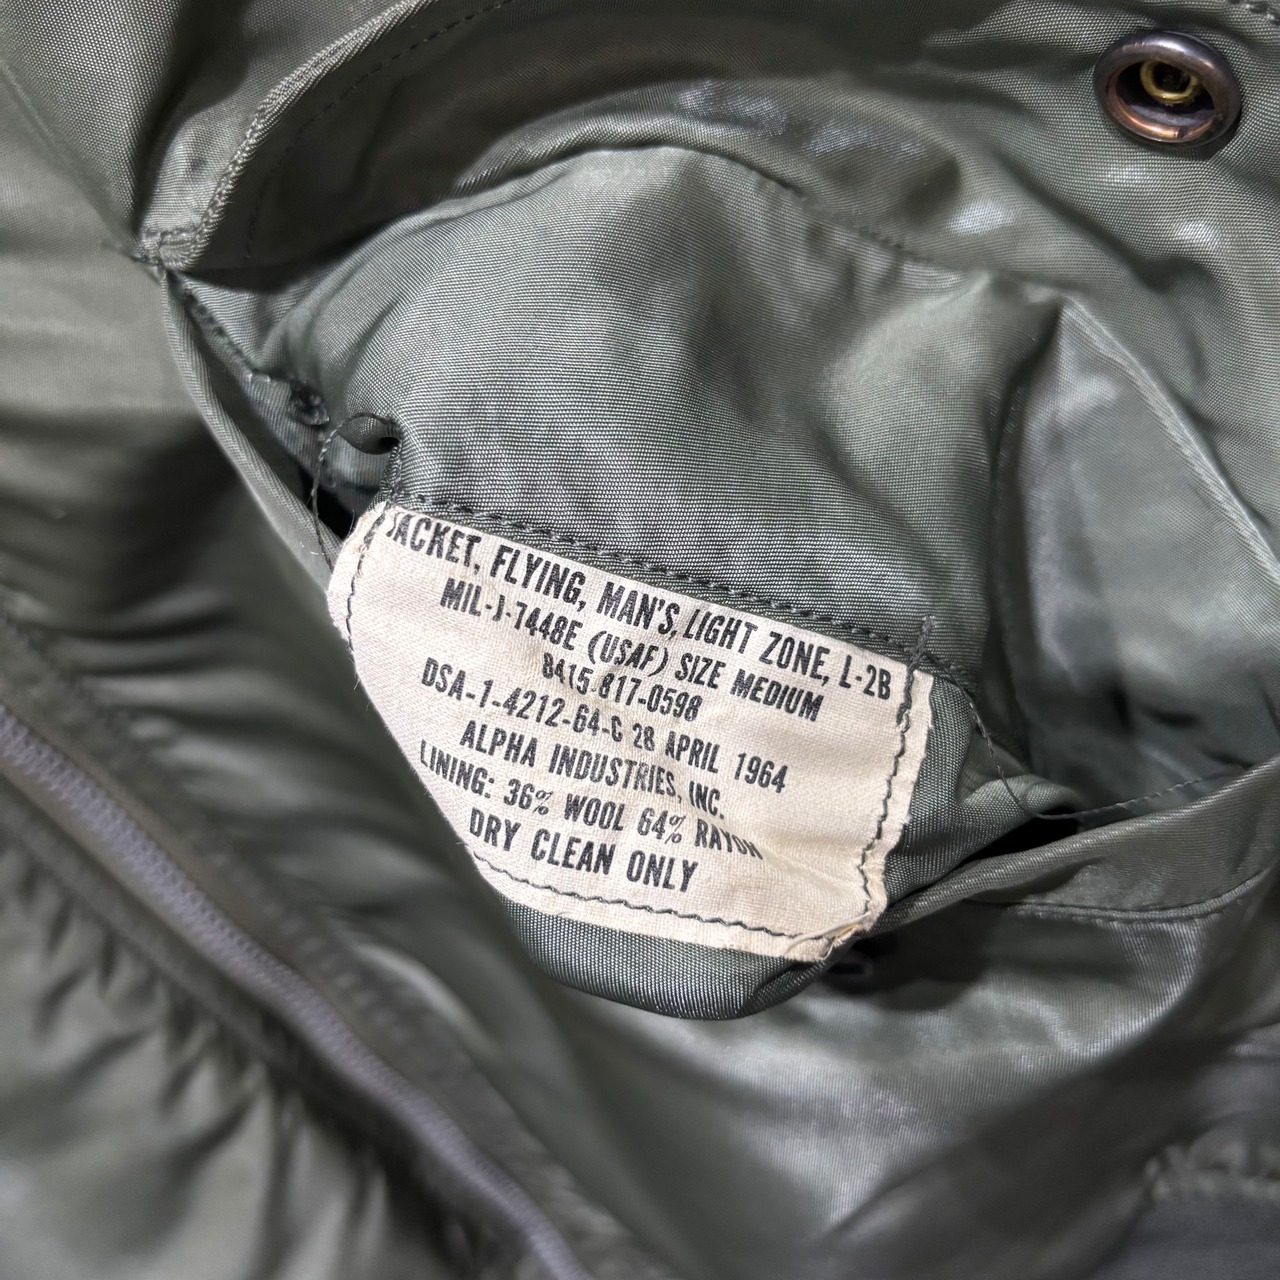 JACKET, FLYING, MAN'S, LIGHT ZONE, L-2B
MIL-J-7448E (USAF) SIZE MEDIUM
8415-817-0598
DSA-1-4212-64-C 28 APRIL 1964
ALPHA INDUSTRIES, INC.
LINING: 36% WOOL 64% RAYON
DRY CLEAN ONLY